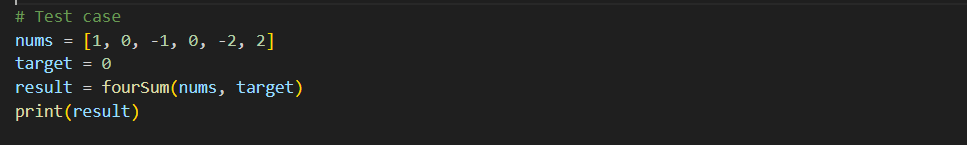 # Test case
nums = [1, 0, -1, 0, -2, 2]
target = 0
result = fourSum(nums, target)
print(result)